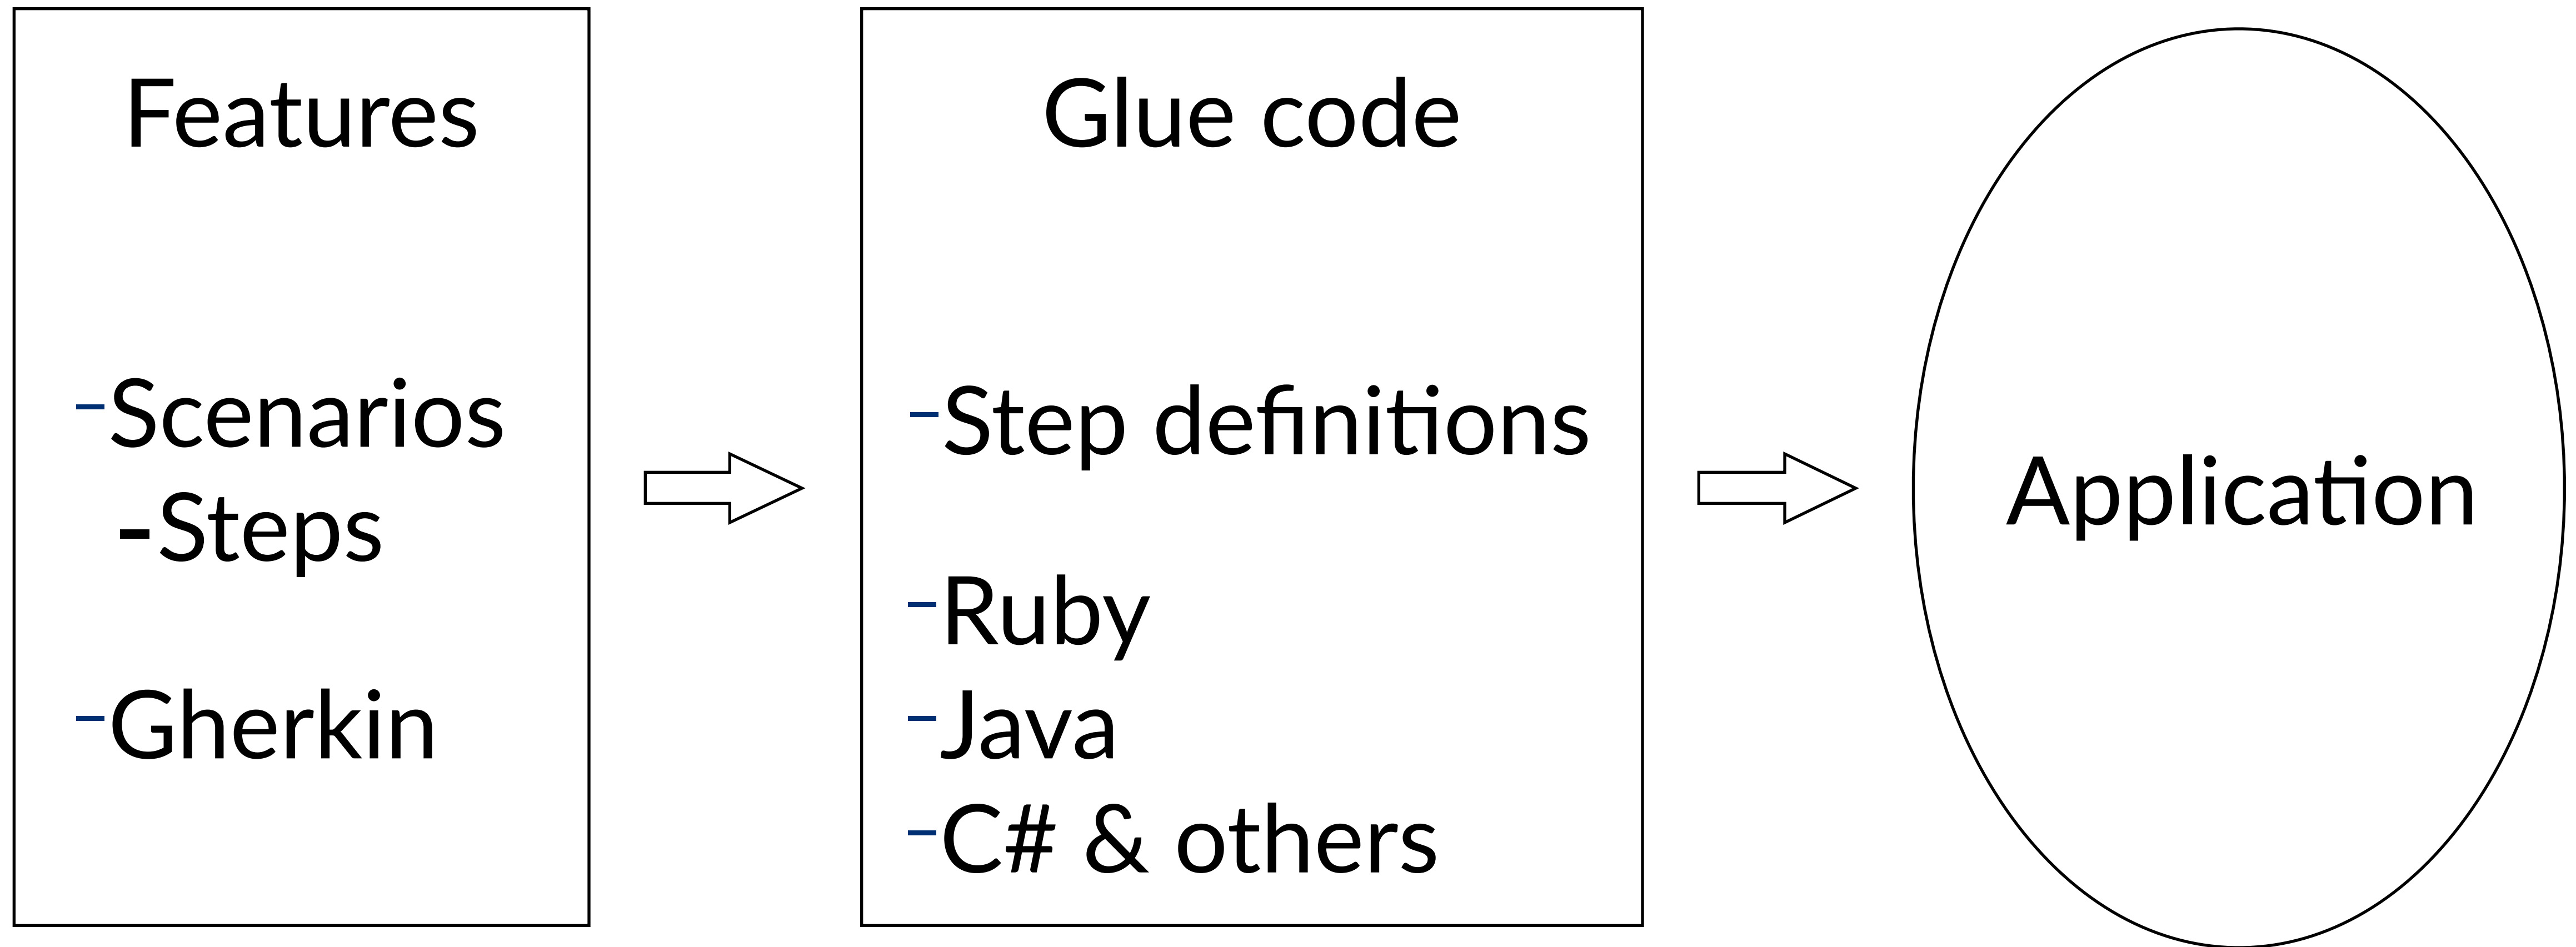 Features
–Scenarios
-Steps
–Gherkin
Glue code
–Step definitions
–Ruby
–Java
–C# & others
Application